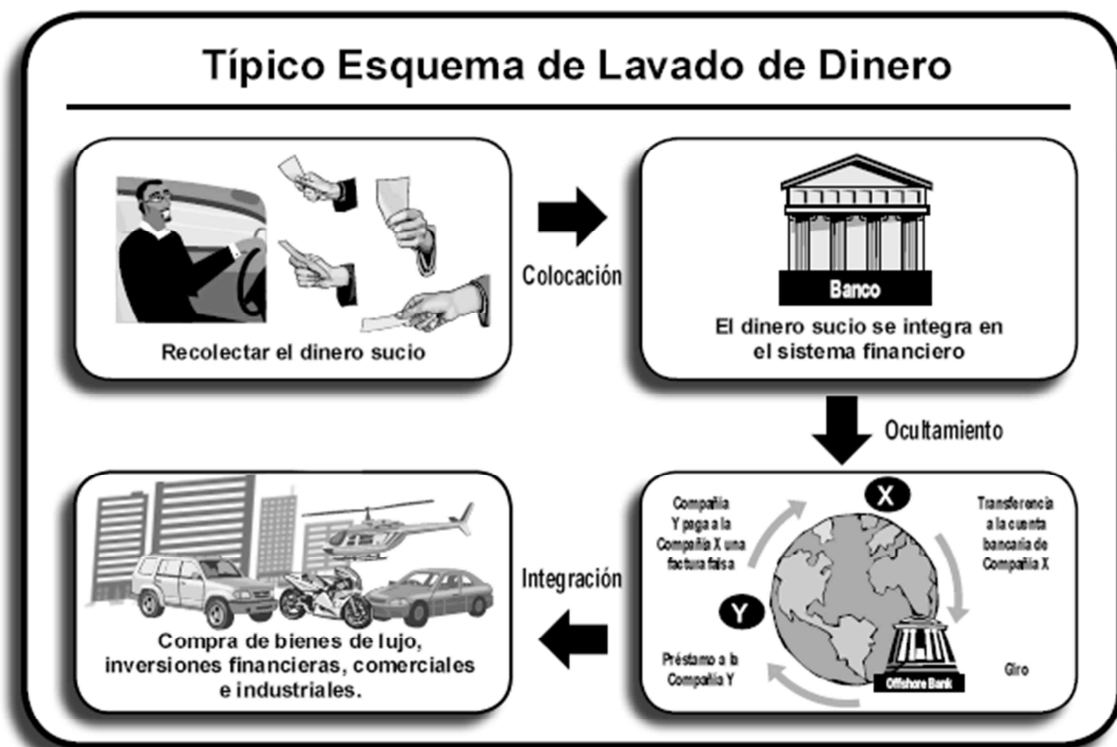 Típico Esquema de Lavado de Dinero
Recolectar el dinero sucio
Colocación
Banco
El dinero sucio se integra en
el sistema financiero
Ocultamiento
X
Compañía
Y paga a la
Compañía X una
factura falsa
Transferencia
a la cuenta
bancaria de
Compañía X
Y
Préstamo a la
Compañía Y
Offshore Bank
Giro
Integración
Compra de bienes de lujo,
inversiones financieras, comerciales
e industriales.